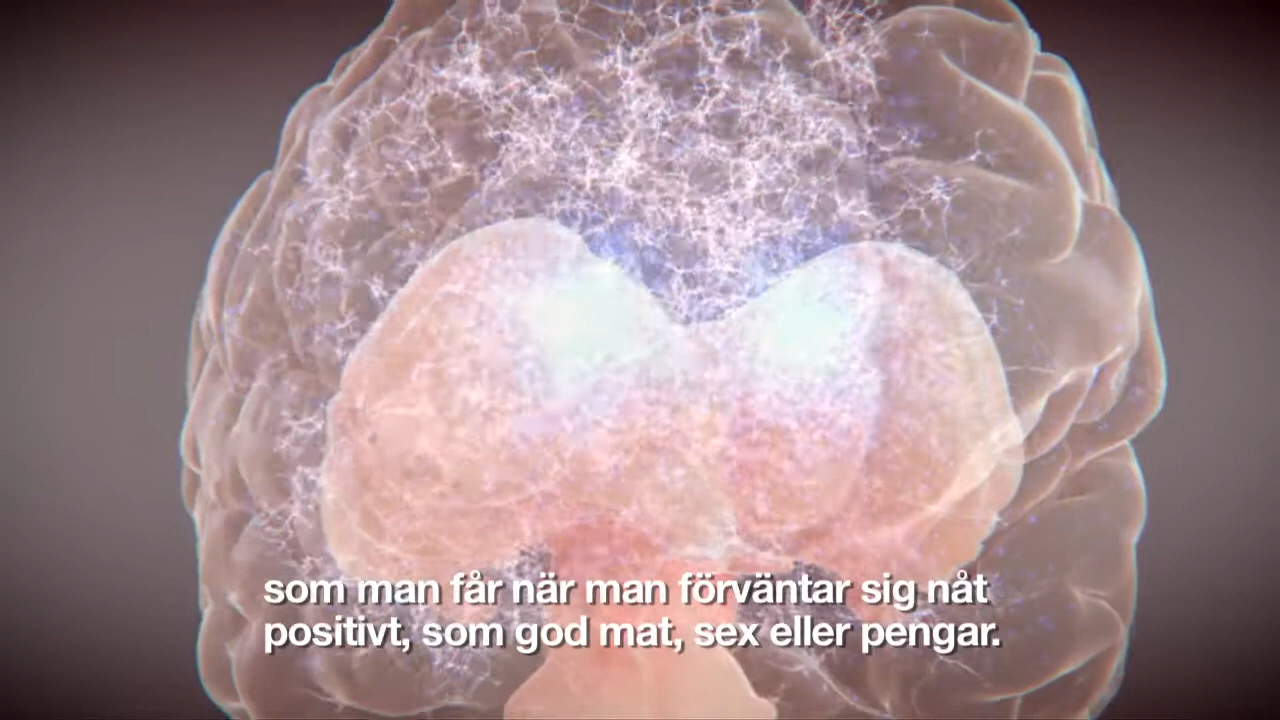 som man får när man förväntar sig nåt
positivt, som god mat, sex eller pengar.